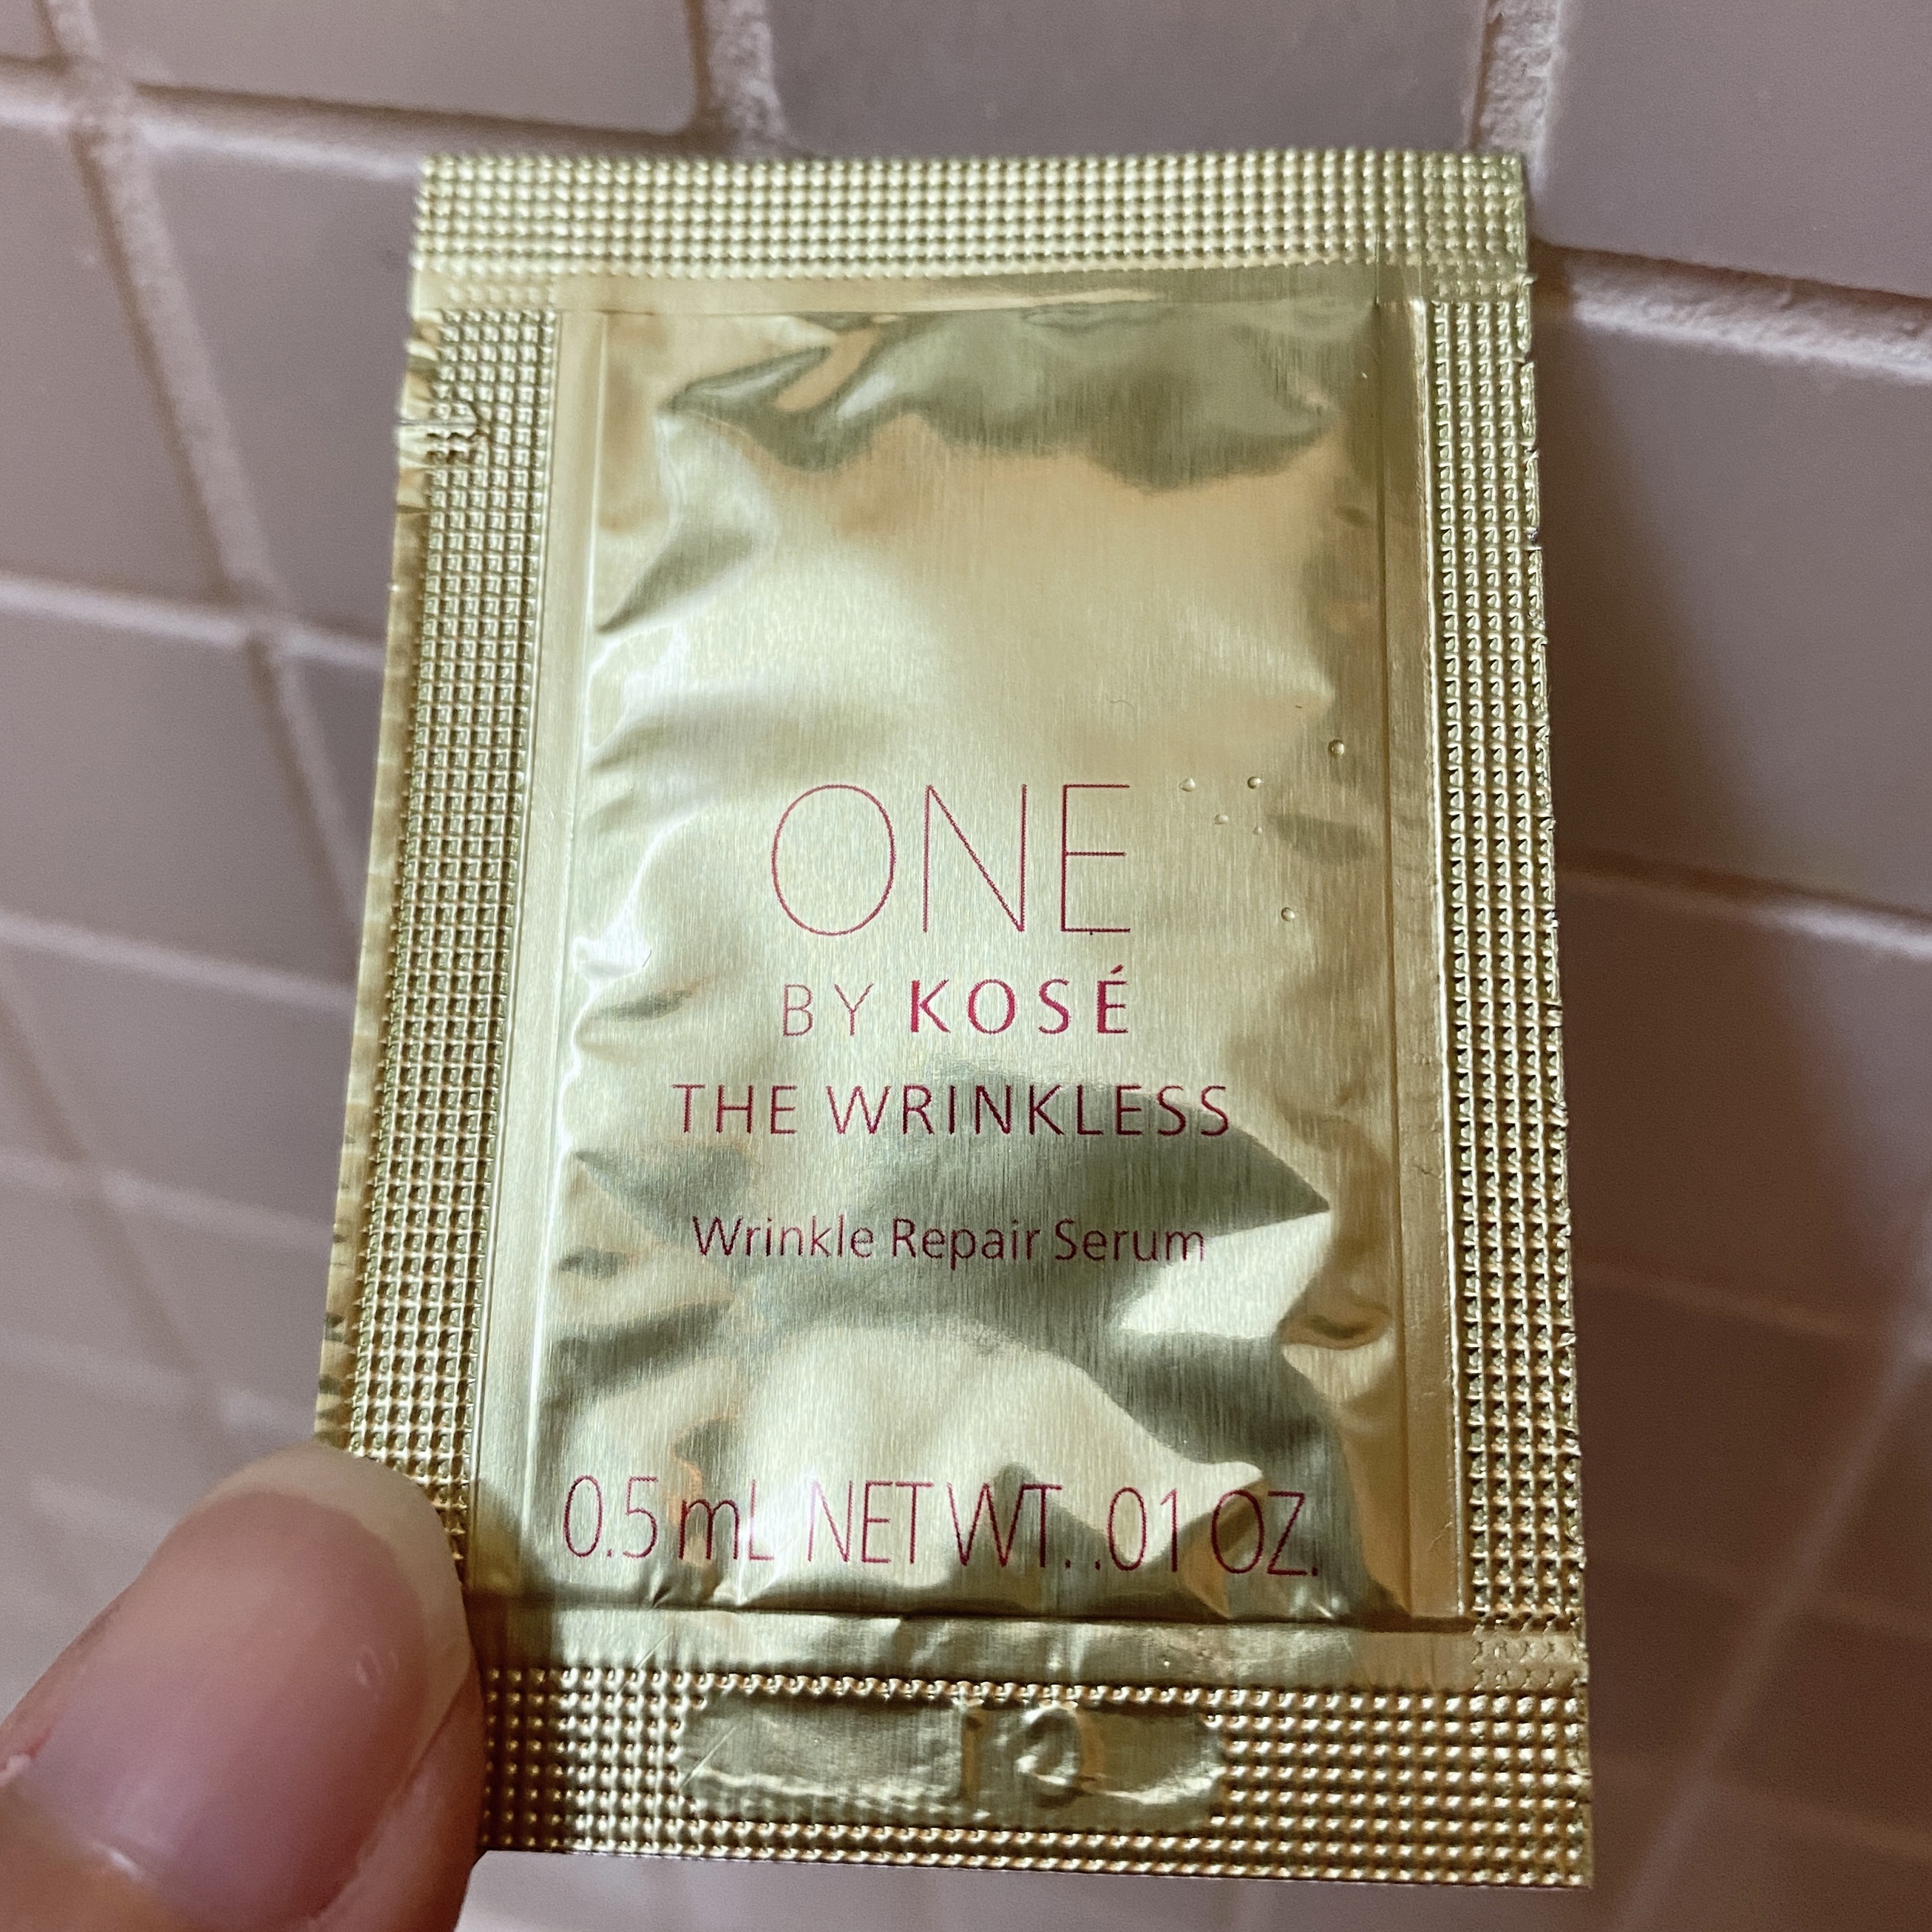 ONE
BY KOSÉ
THE WRINKLESS
Wrinkle Repair Serum
0.5 mL NET WT. .01 OZ.